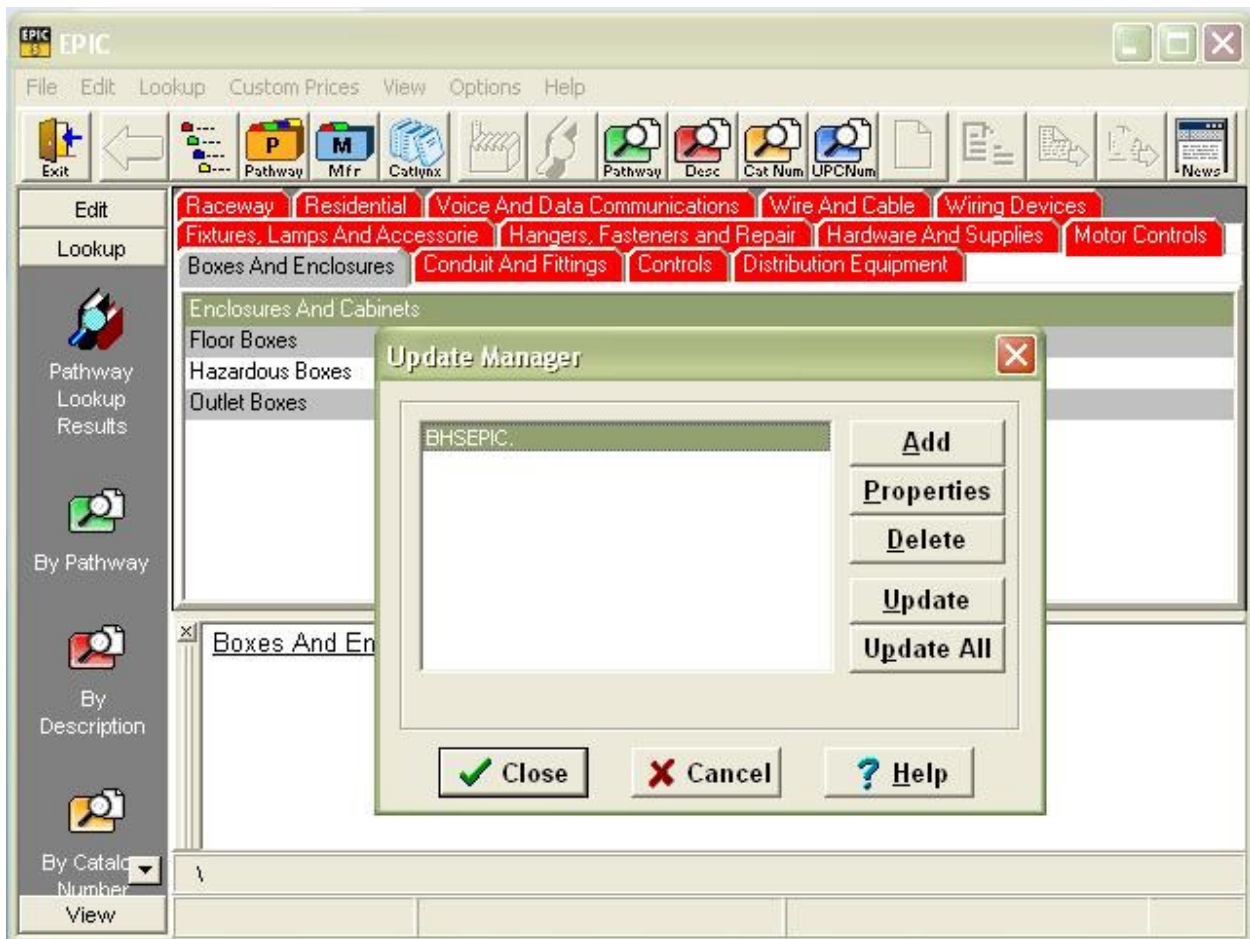 EPIC
EPIC
File Edit Lookup Custom Prices View Options Help
Exit P Pathway M Mfr Catlynx Pathway Desc Cat Num UPCNum News
Edit
Lookup
Pathway
Lookup
Results
By Pathway
By
Description
By Catalo
Number
View
Raceway Residential Voice And Data Communications Wire And Cable Wiring Devices
Fixtures, Lamps And Accessorie Hangers, Fasteners and Repair Hardware And Supplies Motor Controls
Boxes And Enclosures Conduit And Fittings Controls Distribution Equipment
Enclosures And Cabinets
Floor Boxes
Hazardous Boxes
Outlet Boxes
Boxes And En
\
Update Manager
BHSEPIC.
Add
Properties
Delete
Update
Update All
Close Cancel ? Help